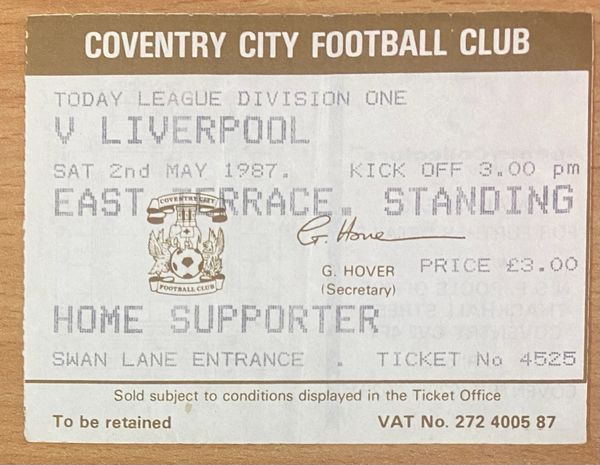 COVENTRY CITY FOOTBALL CLUB
TODAY LEAGUE DIVISION ONE
V LIVERPOOL
SAT 2nd MAY 1987. KICK OFF 3.00 pm
EAST TERRACE. STANDING
COVENTRY CITY
FOOTBALL CLUB
G. Hover
G. HOVER PRICE £3.00
(Secretary)
HOME SUPPORTER
SWAN LANE ENTRANCE . TICKET No 4525
Sold subject to conditions displayed in the Ticket Office
To be retained VAT No. 272 4005 87